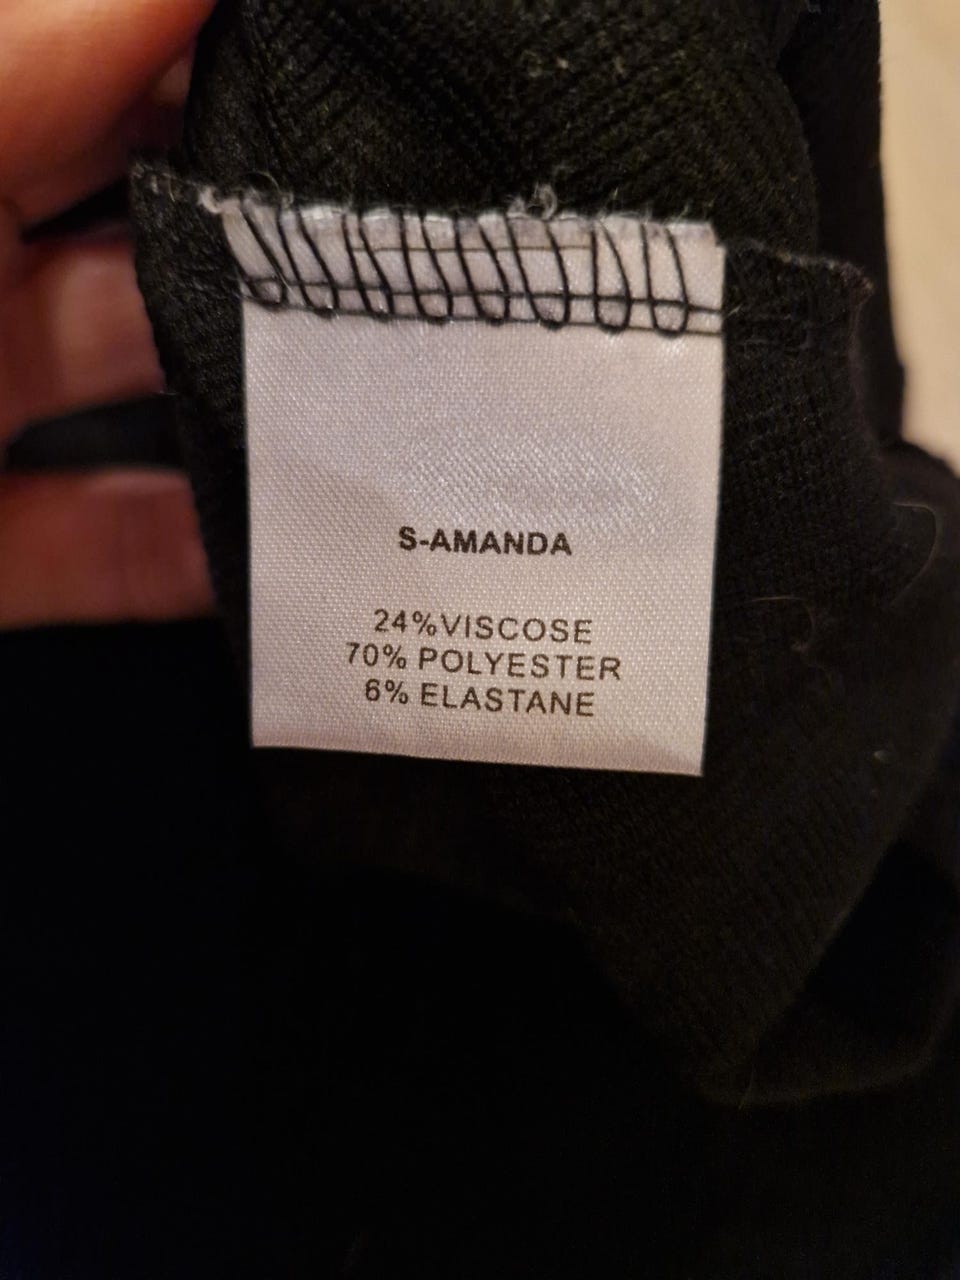 S-AMANDA
24%VISCOSE
70% POLYESTER
6% ELASTANE